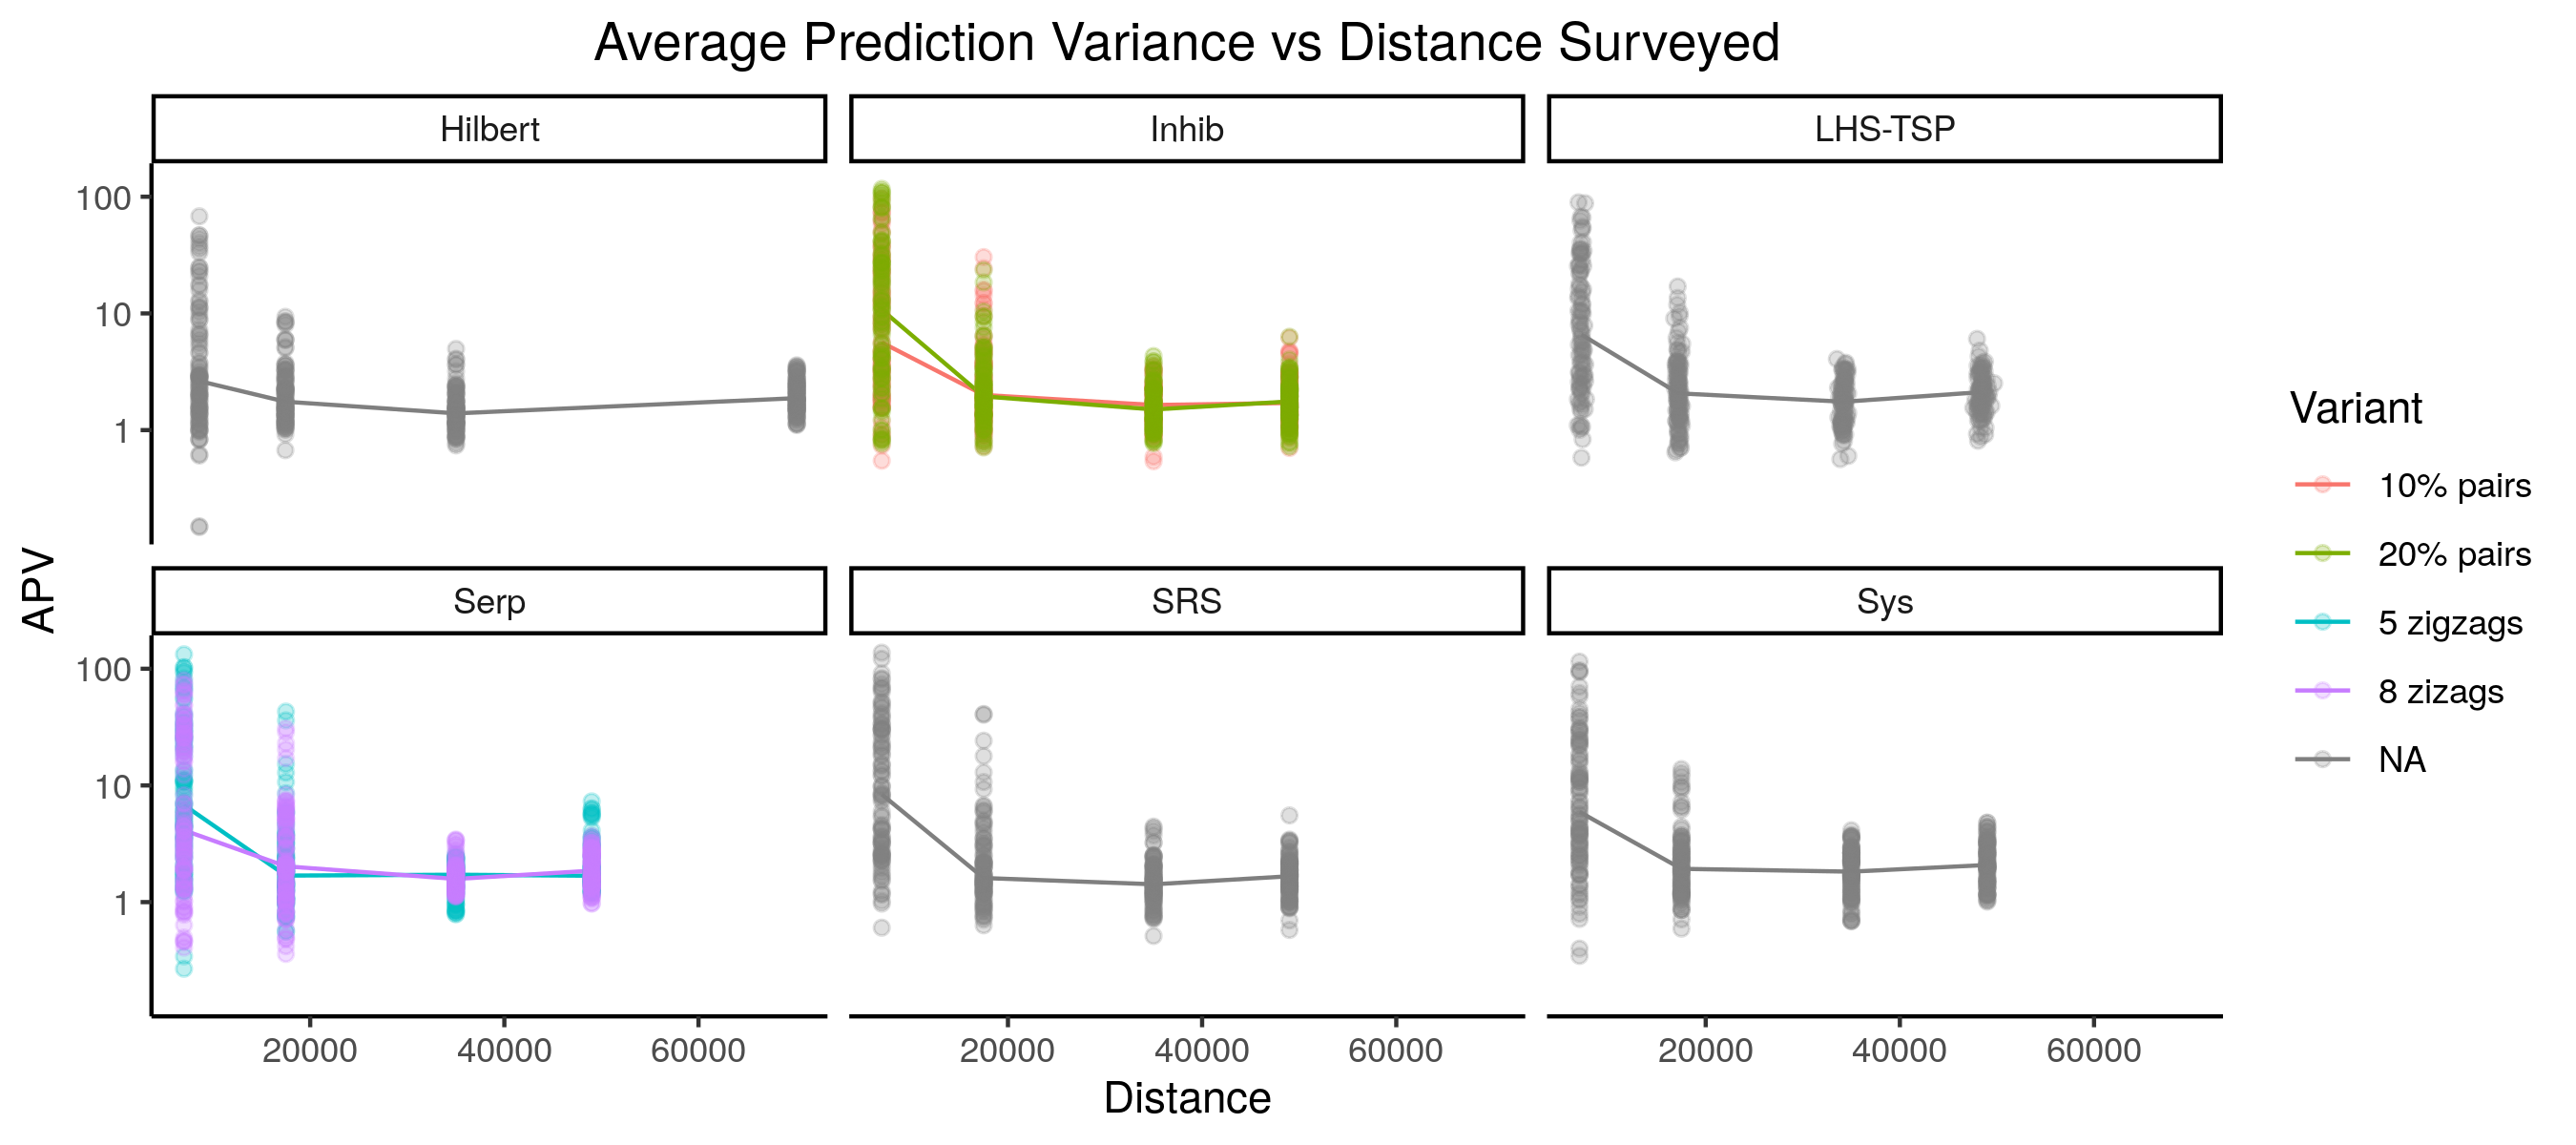 Average Prediction Variance vs Distance Surveyed
Hilbert
Inhib
LHS-TSP
100
10
1
Serp
SRS
Sys
100
10
1
20000 40000 60000
20000 40000 60000
20000 40000 60000
Distance
APV
Variant
10% pairs
20% pairs
5 zigzags
8 zizags
NA